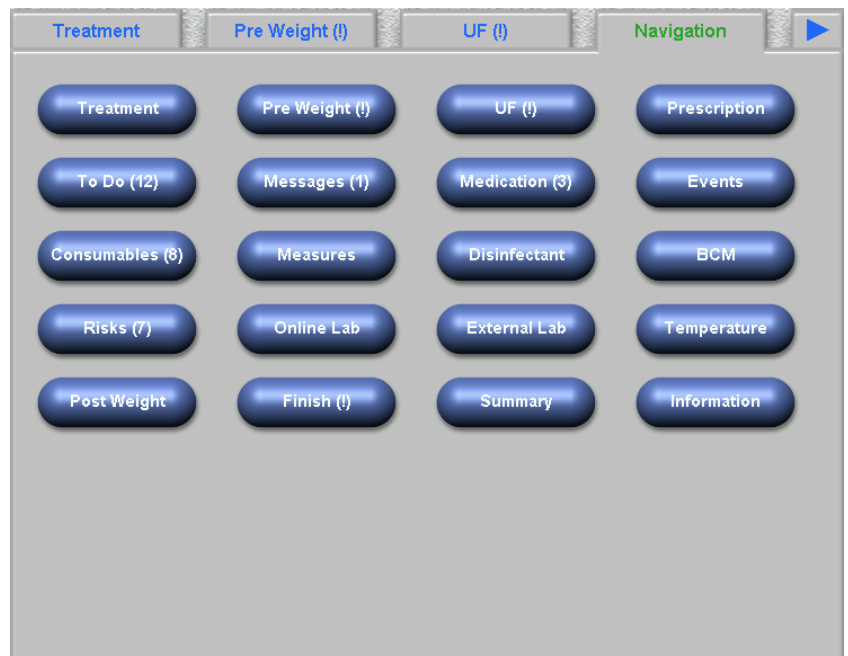 Treatment Pre Weight (!) UF (!) Navigation
Treatment Pre Weight (!) UF (!) Prescription
To Do (12) Messages (1) Medication (3) Events
Consumables (8) Measures Disinfectant BCM
Risks (7) Online Lab External Lab Temperature
Post Weight Finish (!) Summary Information